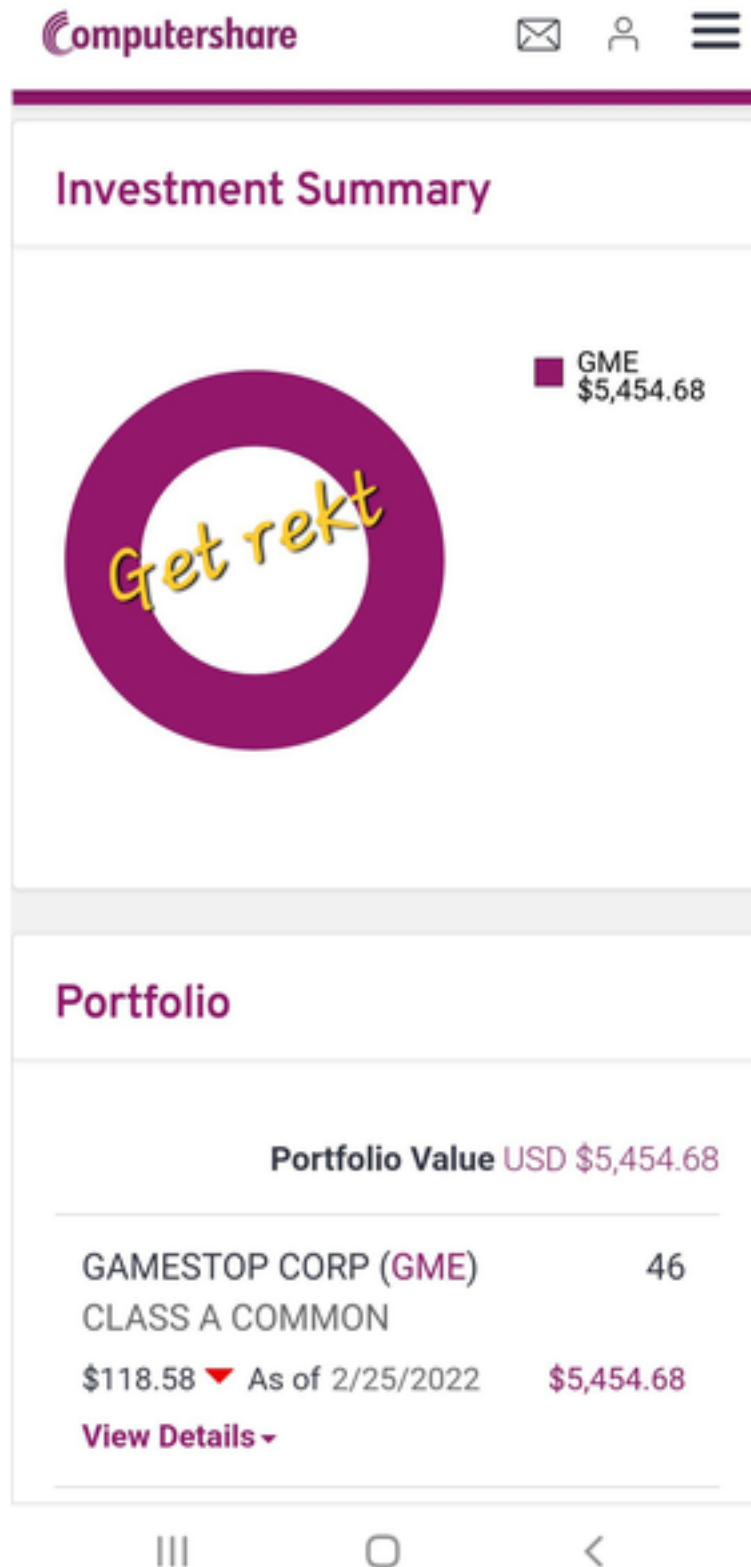 Computershare
Investment Summary
GME
$5,454.68
Get rekt
Portfolio
Portfolio Value USD $5,454.68
GAMESTOP CORP (GME) 46
CLASS A COMMON
$118.58 As of 2/25/2022 $5,454.68
View Details